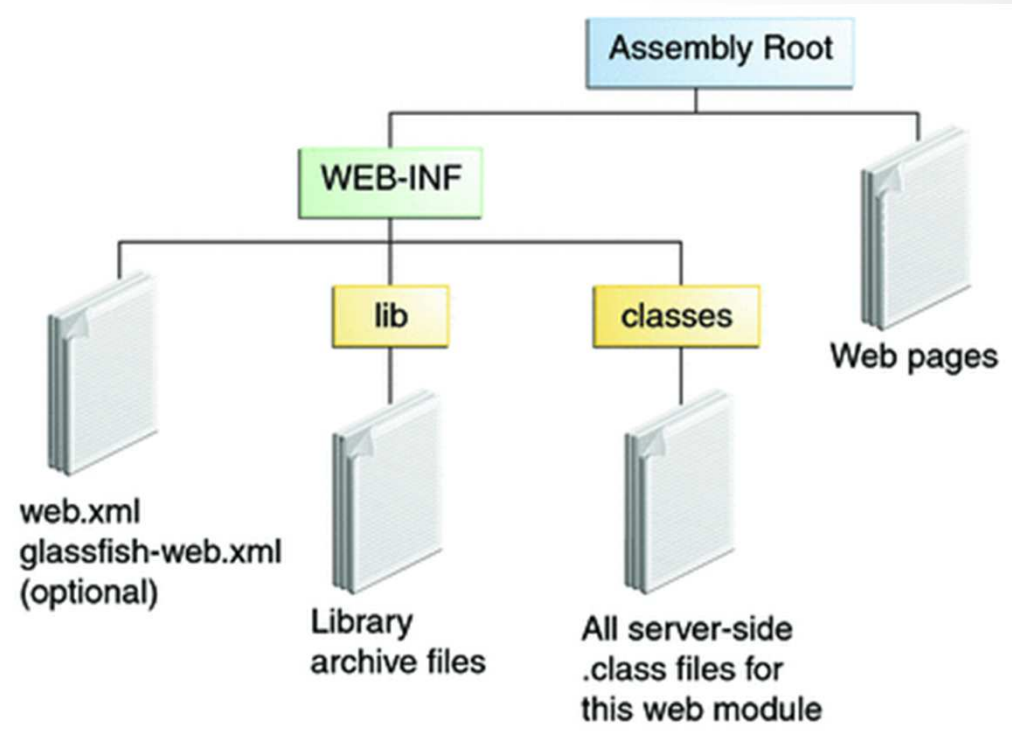 Assembly Root
WEB-INF
lib
classes
Web pages
web.xml
glassfish-web.xml
(optional)
Library
archive files
All server-side
.class files for
this web module